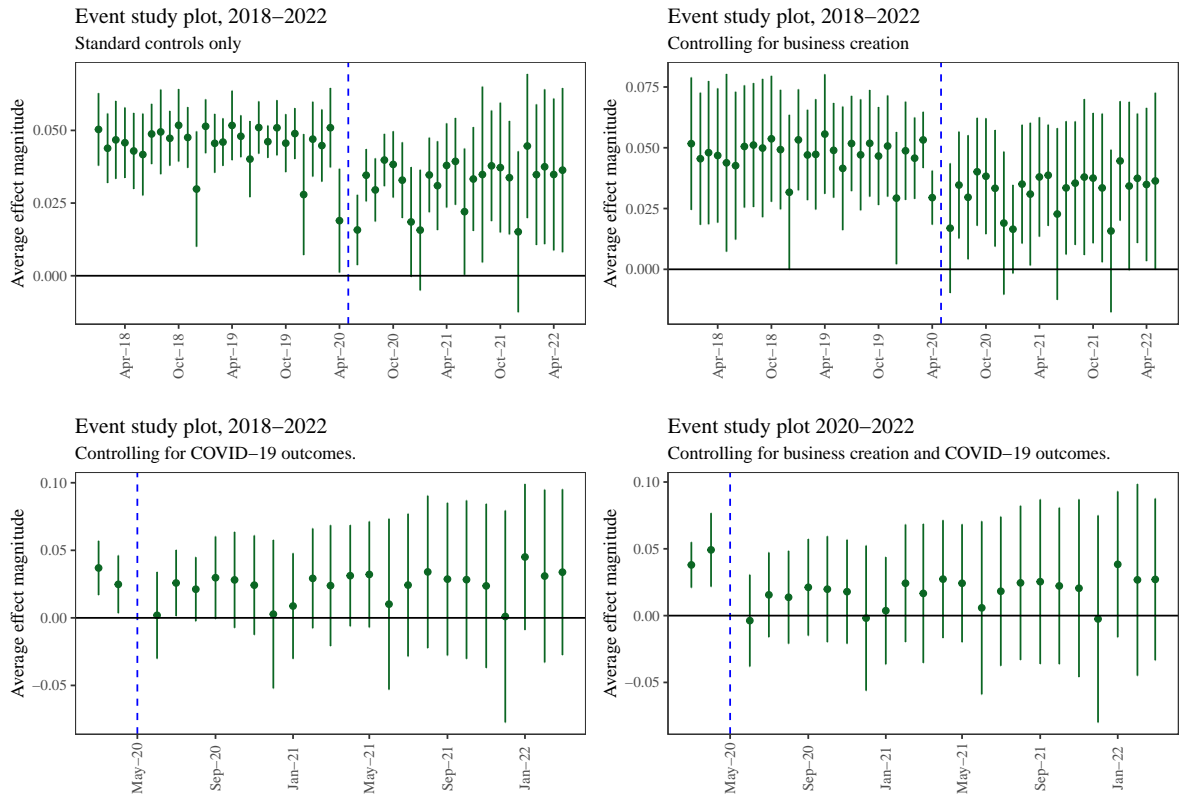 Event study plot, 2018−2022
Standard controls only
Average effect magnitude
0.050
0.025
0.000
Apr−18
Oct−18
Apr−19
Oct−19
Apr−20
Oct−20
Apr−21
Oct−21
Apr−22
Event study plot, 2018−2022
Controlling for business creation
Average effect magnitude
0.075
0.050
0.025
0.000
Apr−18
Oct−18
Apr−19
Oct−19
Apr−20
Oct−20
Apr−21
Oct−21
Apr−22
Event study plot, 2018−2022
Controlling for COVID−19 outcomes.
Average effect magnitude
0.10
0.05
0.00
−0.05
May−20
Sep−20
Jan−21
May−21
Sep−21
Jan−22
Event study plot 2020−2022
Controlling for business creation and COVID−19 outcomes.
Average effect magnitude
0.10
0.05
0.00
−0.05
May−20
Sep−20
Jan−21
May−21
Sep−21
Jan−22